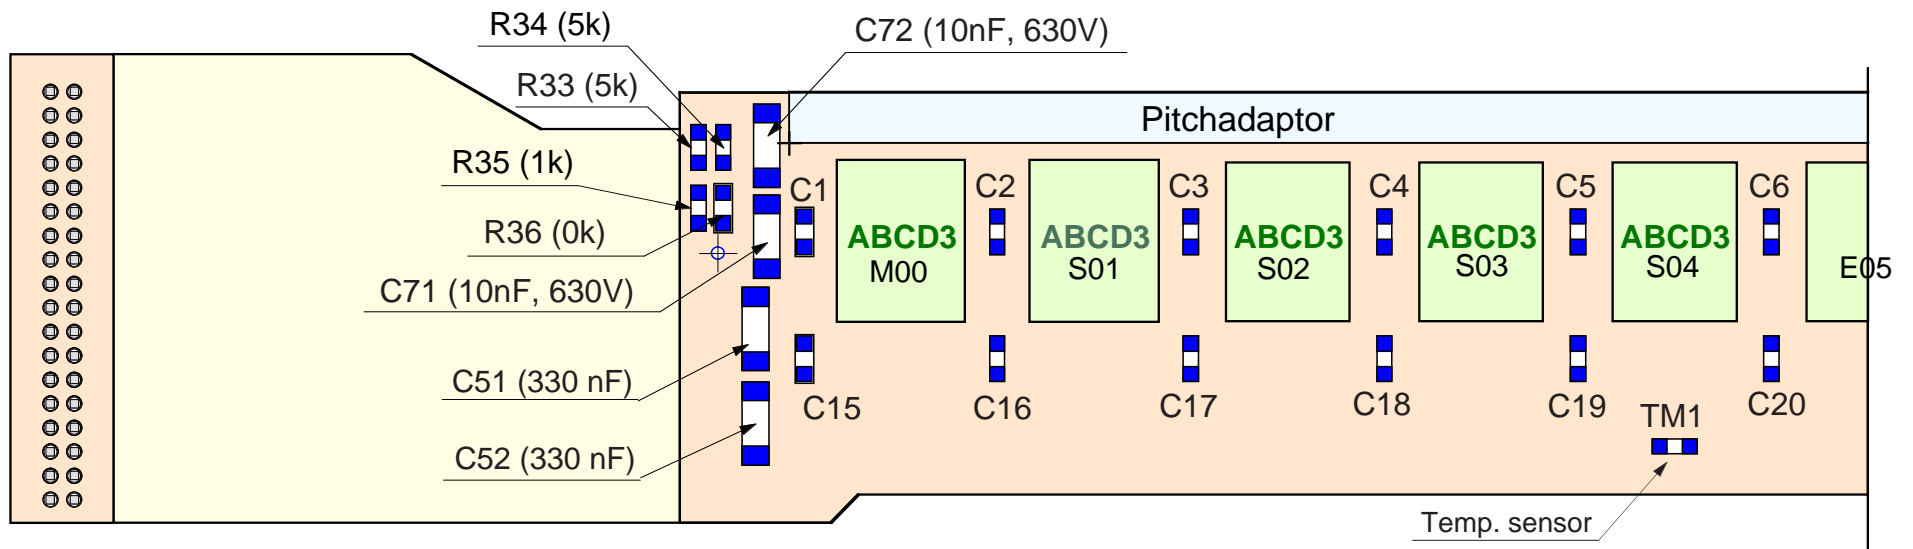 R34 (5k)
C72 (10nF, 630V)
R33 (5k)
Pitchadaptor
R35 (1k)
C1
C2
C3
C4
C5
C6
R36 (0k)
ABCD3
M00
ABCD3
S01
ABCD3
S02
ABCD3
S03
ABCD3
S04
E05
C71 (10nF, 630V)
C51 (330 nF)
C15
C16
C17
C18
C19
TM1
C20
C52 (330 nF)
Temp. sensor